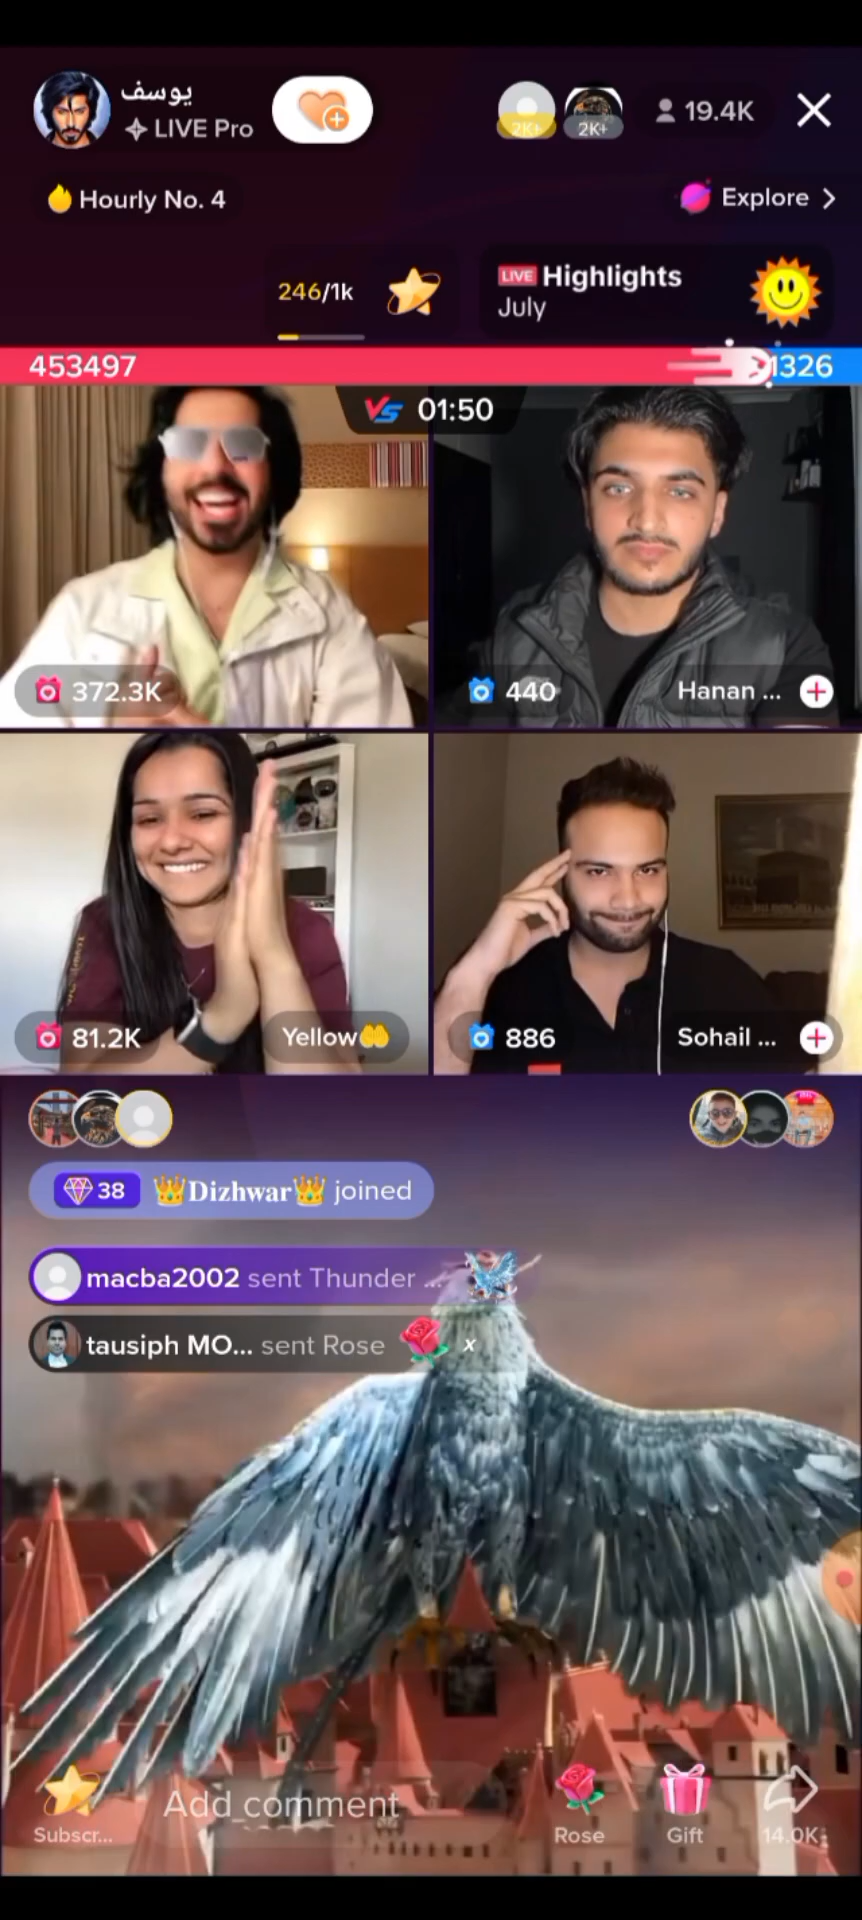 يوسف
LIVE Pro
2K+
2K+
19.4K
Hourly No. 4
Explore
246/1k
LIVE Highlights
July
453497
1326
VS 01:50
372.3K
440
Hanan ...
81.2K
Yellow🤲
886
Sohail ...
38 👑𝐃𝐢𝐳𝐡𝐰𝐚𝐫👑 joined
macba2002 sent Thunder ...
tausiph MO... sent Rose x
Subscr...
Add comment
Rose
Gift
14.0K